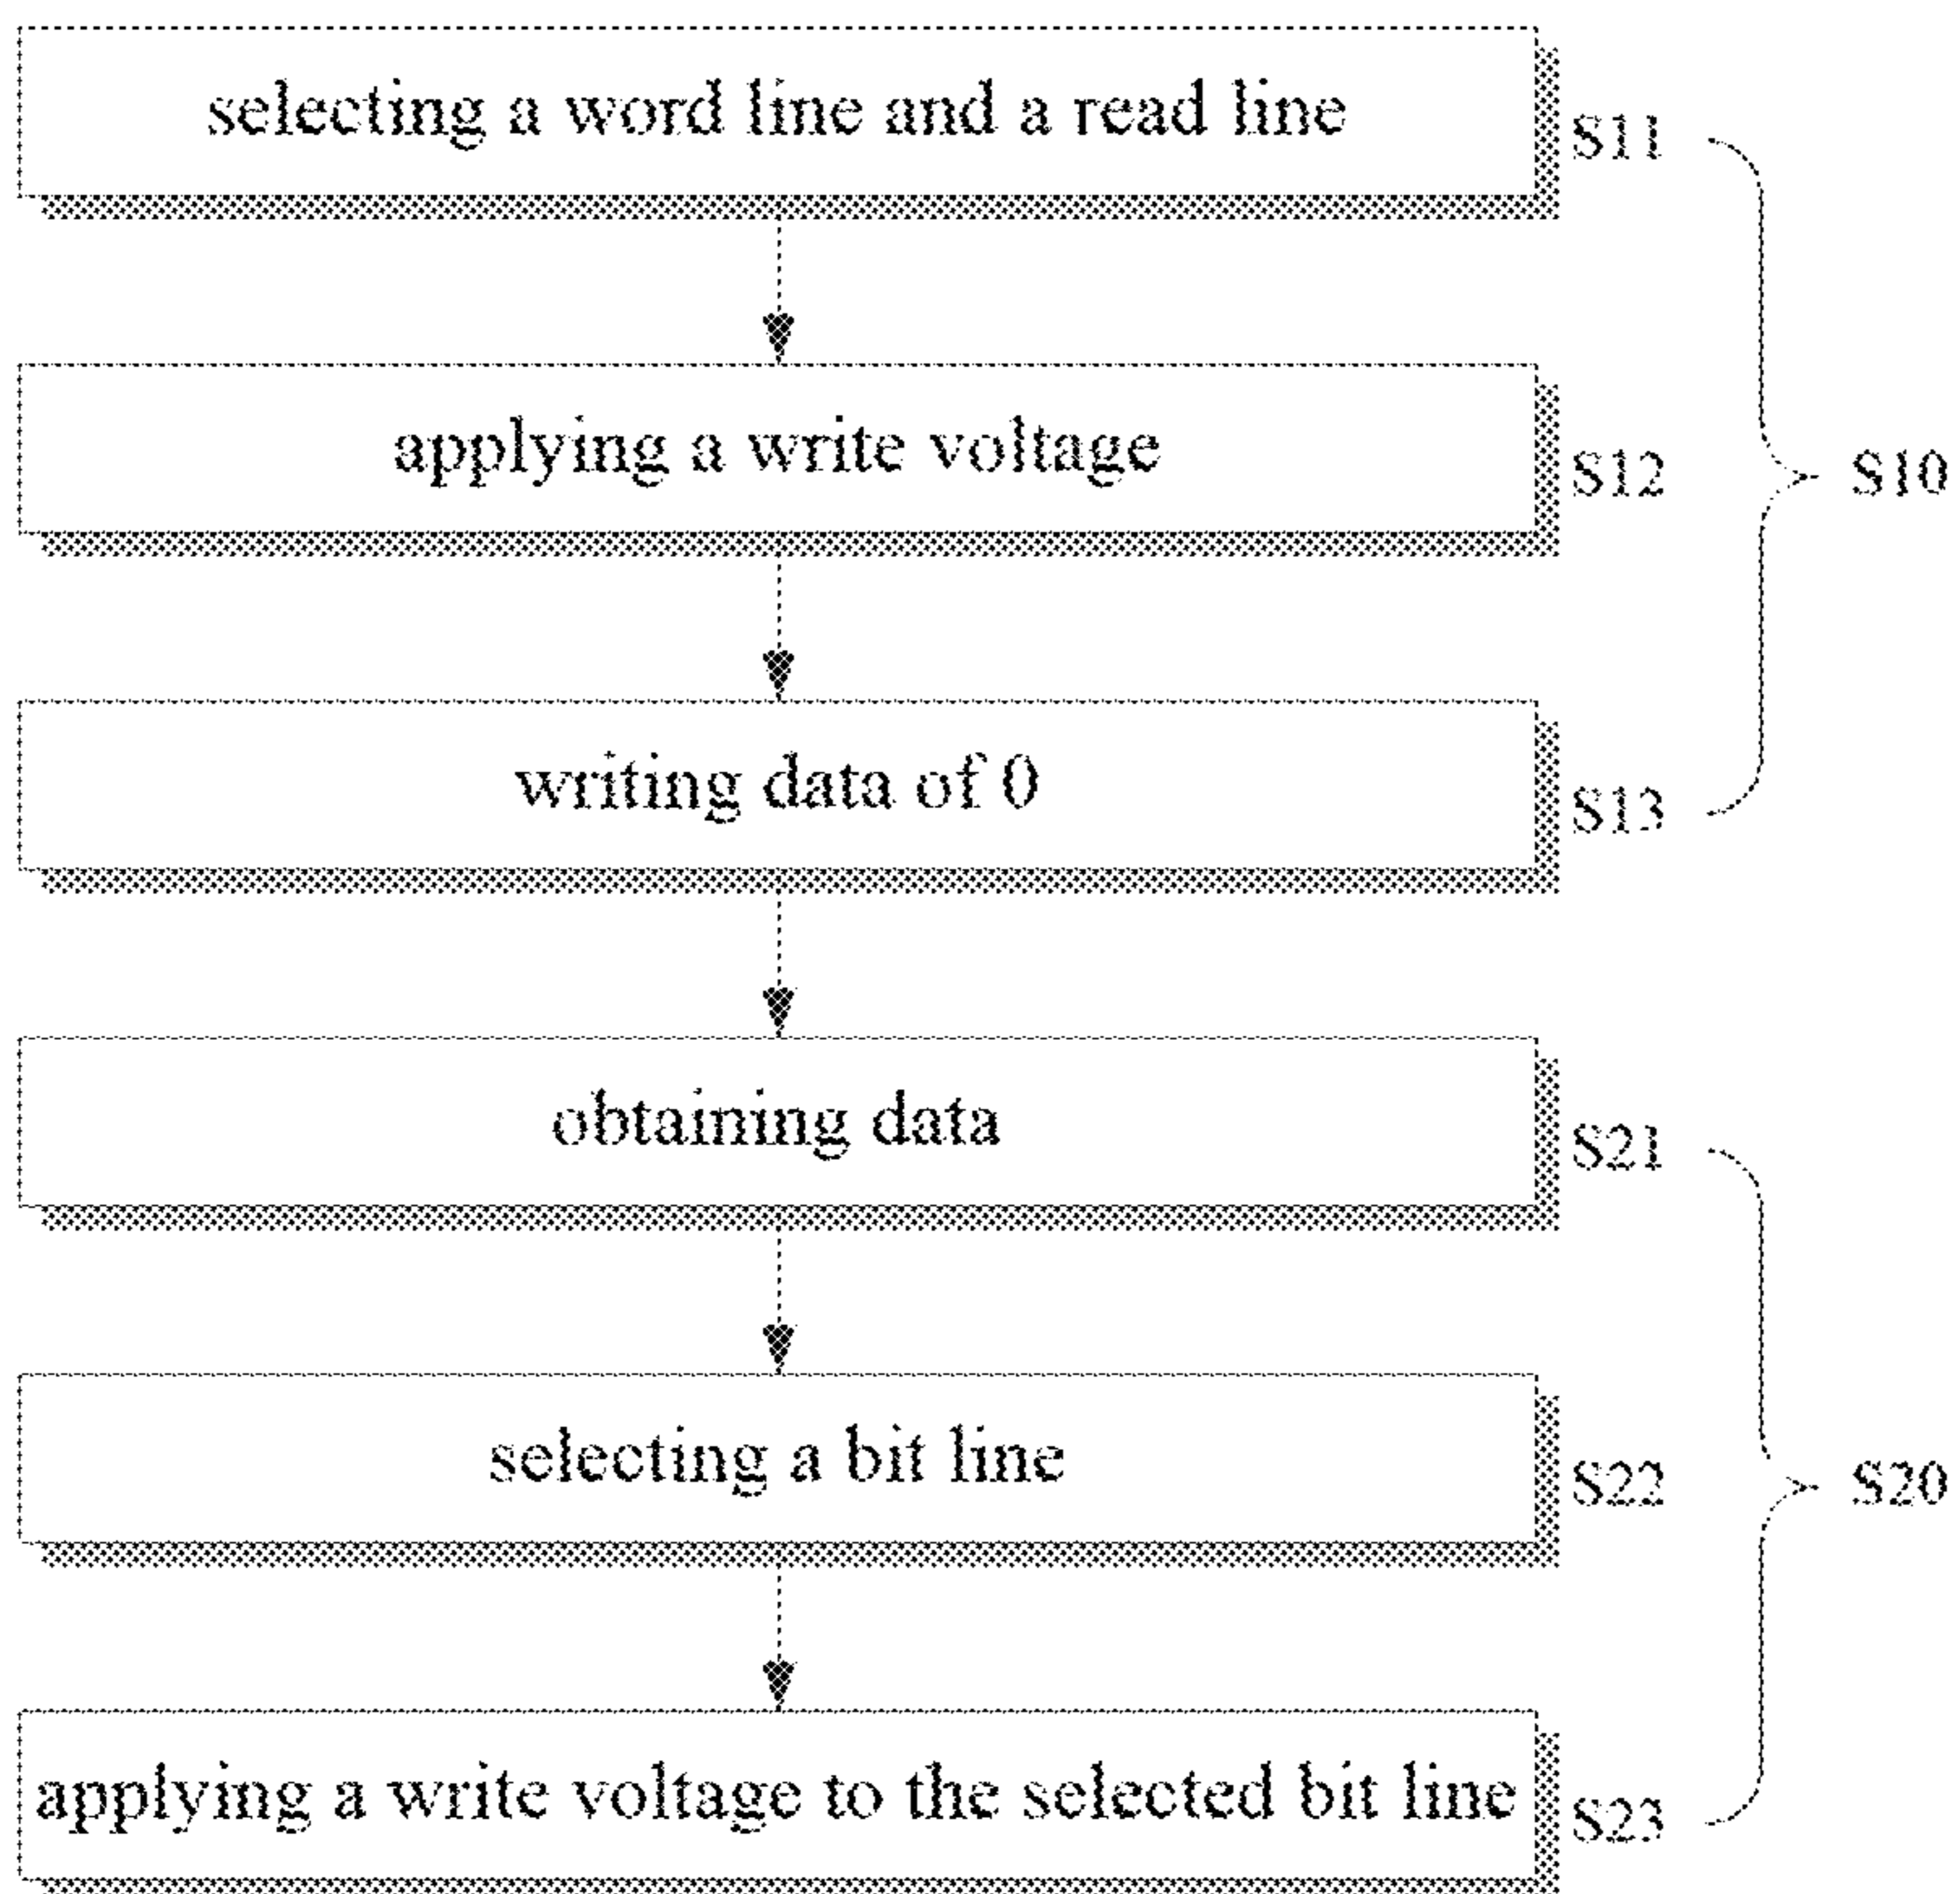 selecting a word line and a read line
S11
applying a write voltage
S12
S10
writing data of 0
S13
obtaining data
S21
selecting a bit line
S22
S20
applying a write voltage to the selected bit line
S23